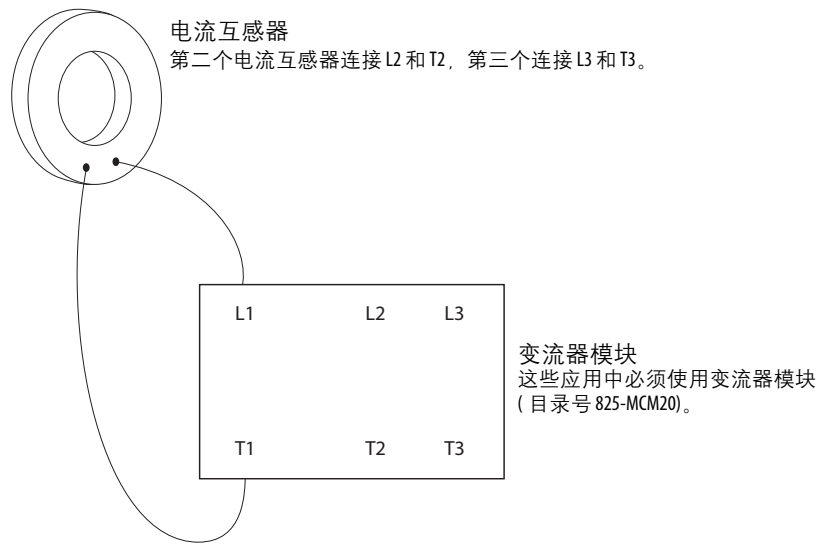 电流互感器
第二个电流互感器连接 L2 和 T2，第三个连接 L3 和 T3。
L1 L2 L3
变流器模块
这些应用中必须使用变流器模块
( 目录号 825-MCM20)。
T1 T2 T3